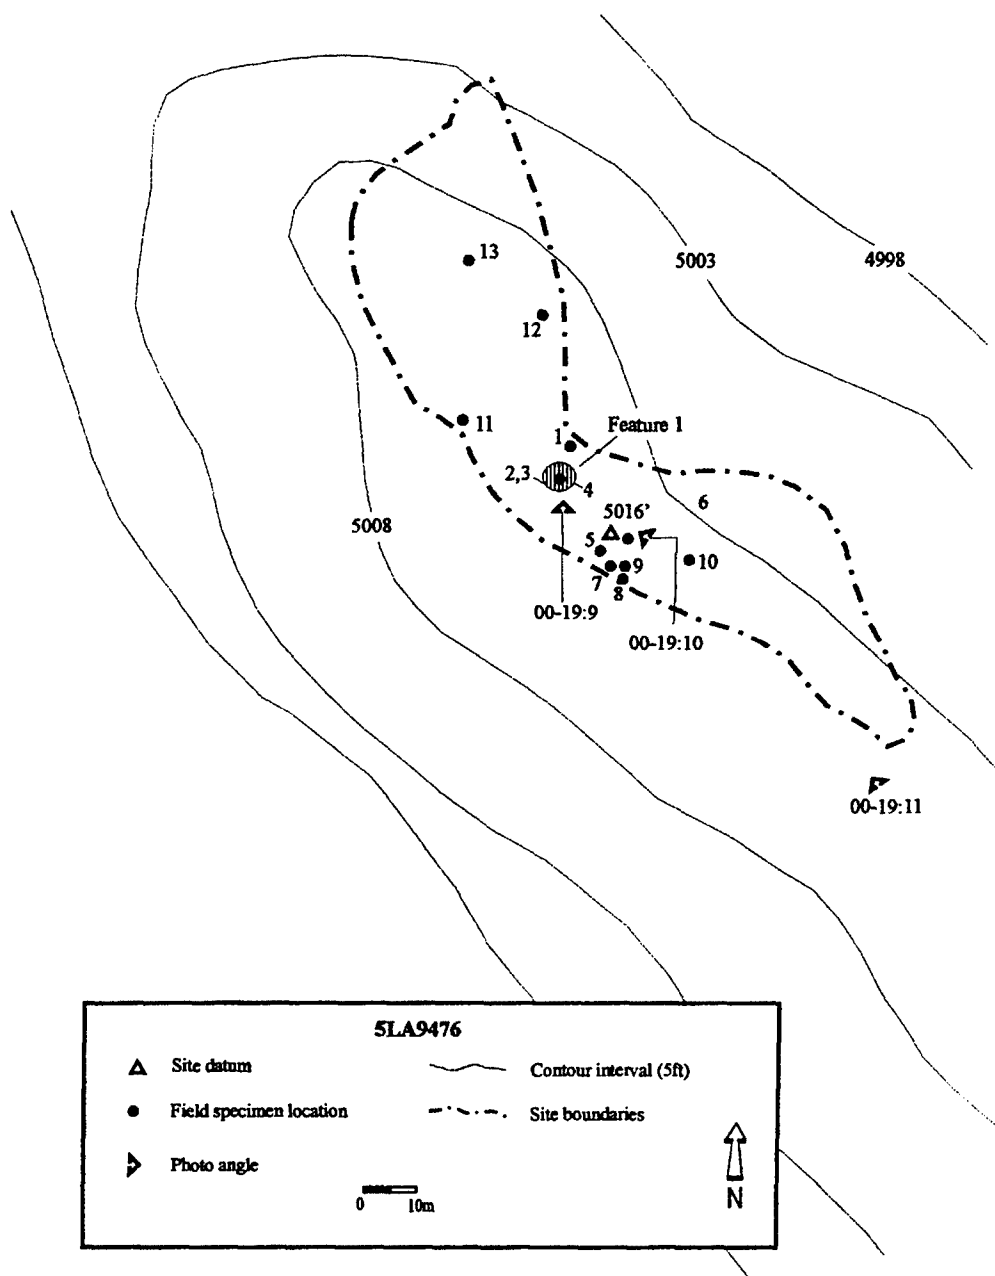 13
5003
4998
12
11
1
Feature 1
2,3
4
6
5016'
5008
5
9
10
7
8
00-19:9
00-19:10
00-19:11
5LA9476
Site datum
Contour interval (5ft)
Field specimen location
Site boundaries
Photo angle
0
10m
N